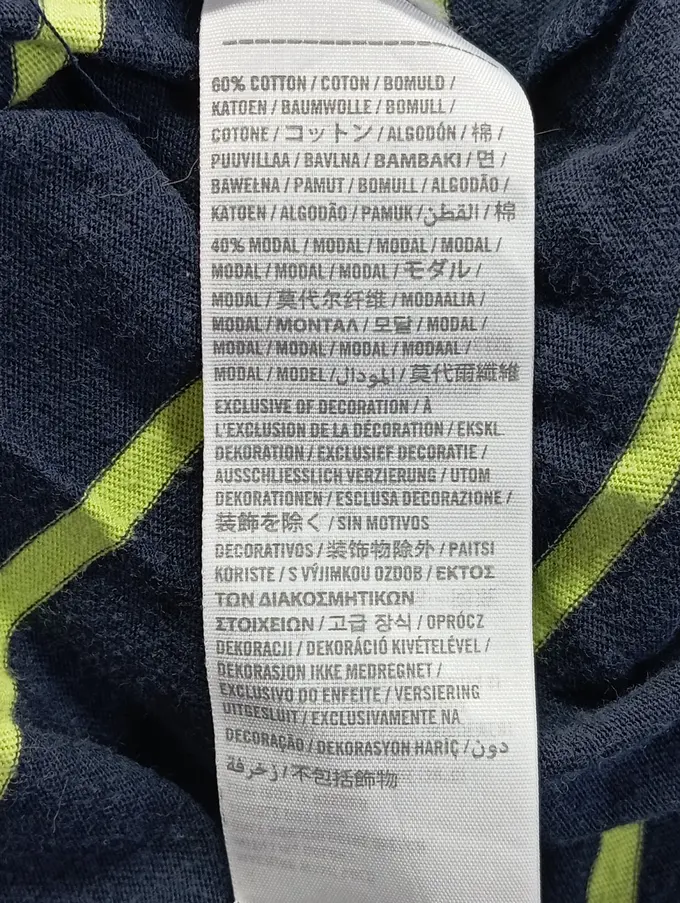 60% COTTON / COTON / BOMULD /
KATOEN / BAUMWOLLE / BOMULL /
COTONE / コットン / ALGODÓN / 棉 /
PUUVILLAA / BAVLNA / BAMBAKI / 면 /
BAWEŁNA / PAMUT / BOMULL / ALGODÃO /
KATOEN / ALGODÃO / PAMUK / القطن / 棉
40% MODAL / MODAL / MODAL / MODAL /
MODAL / MODAL / MODAL / モダル /
MODAL / 莫代尔纤维 / MODAALIA /
MODAL / ΜΟΝΤΑΛ / 모달 / MODAL /
MODAL / MODAL / MODAL / MODAAL /
MODAL / MODEL / المودال / 莫代爾纖維
EXCLUSIVE OF DECORATION / À
L'EXCLUSION DE LA DÉCORATION / EKSKL.
DEKORATION / EXCLUSIEF DECORATIE /
AUSSCHLIESSLICH VERZIERUNG / UTOM
DEKORATIONEN / ESCLUSA DECORAZIONE /
装飾を除く / SIN MOTIVOS
DECORATIVOS / 装饰物除外 / PAITSI
KORISTE / S VÝJIMKOU OZDOB / ΕΚΤΟΣ
ΤΩΝ ΔΙΑΚΟΣΜΗΤΙΚΩΝ
ΣΤΟΙΧΕΙΩΝ / 고급 장식 / OPRÓCZ
DEKORACJI / DEKORÁCIÓ KIVÉTELÉVEL /
DEKORASJON IKKE MEDREGNET /
EXCLUSIVO DO ENFEITE / VERSIERING
UITGESLUIT / EXCLUSIVAMENTE NA
DECORAÇÃO / DEKORASYON HARİÇ / دون
زخرفة / 不包括飾物